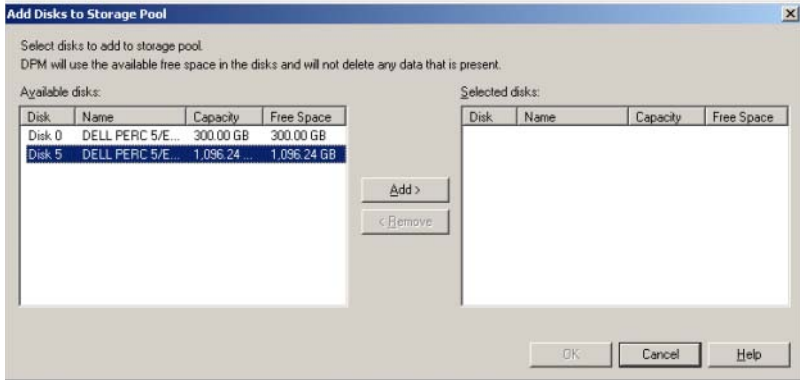 Add Disks to Storage Pool
Select disks to add to storage pool.
DPM will use the available free space in the disks and will not delete any data that is present.
Available disks:
Disk Name Capacity Free Space
Disk 0 DELL PERC 5/E... 300.00 GB 300.00 GB
Disk 5 DELL PERC 5/E... 1,096.24 ... 1,096.24 GB
Add >
< Remove
Selected disks:
Disk Name Capacity Free Space
OK Cancel Help